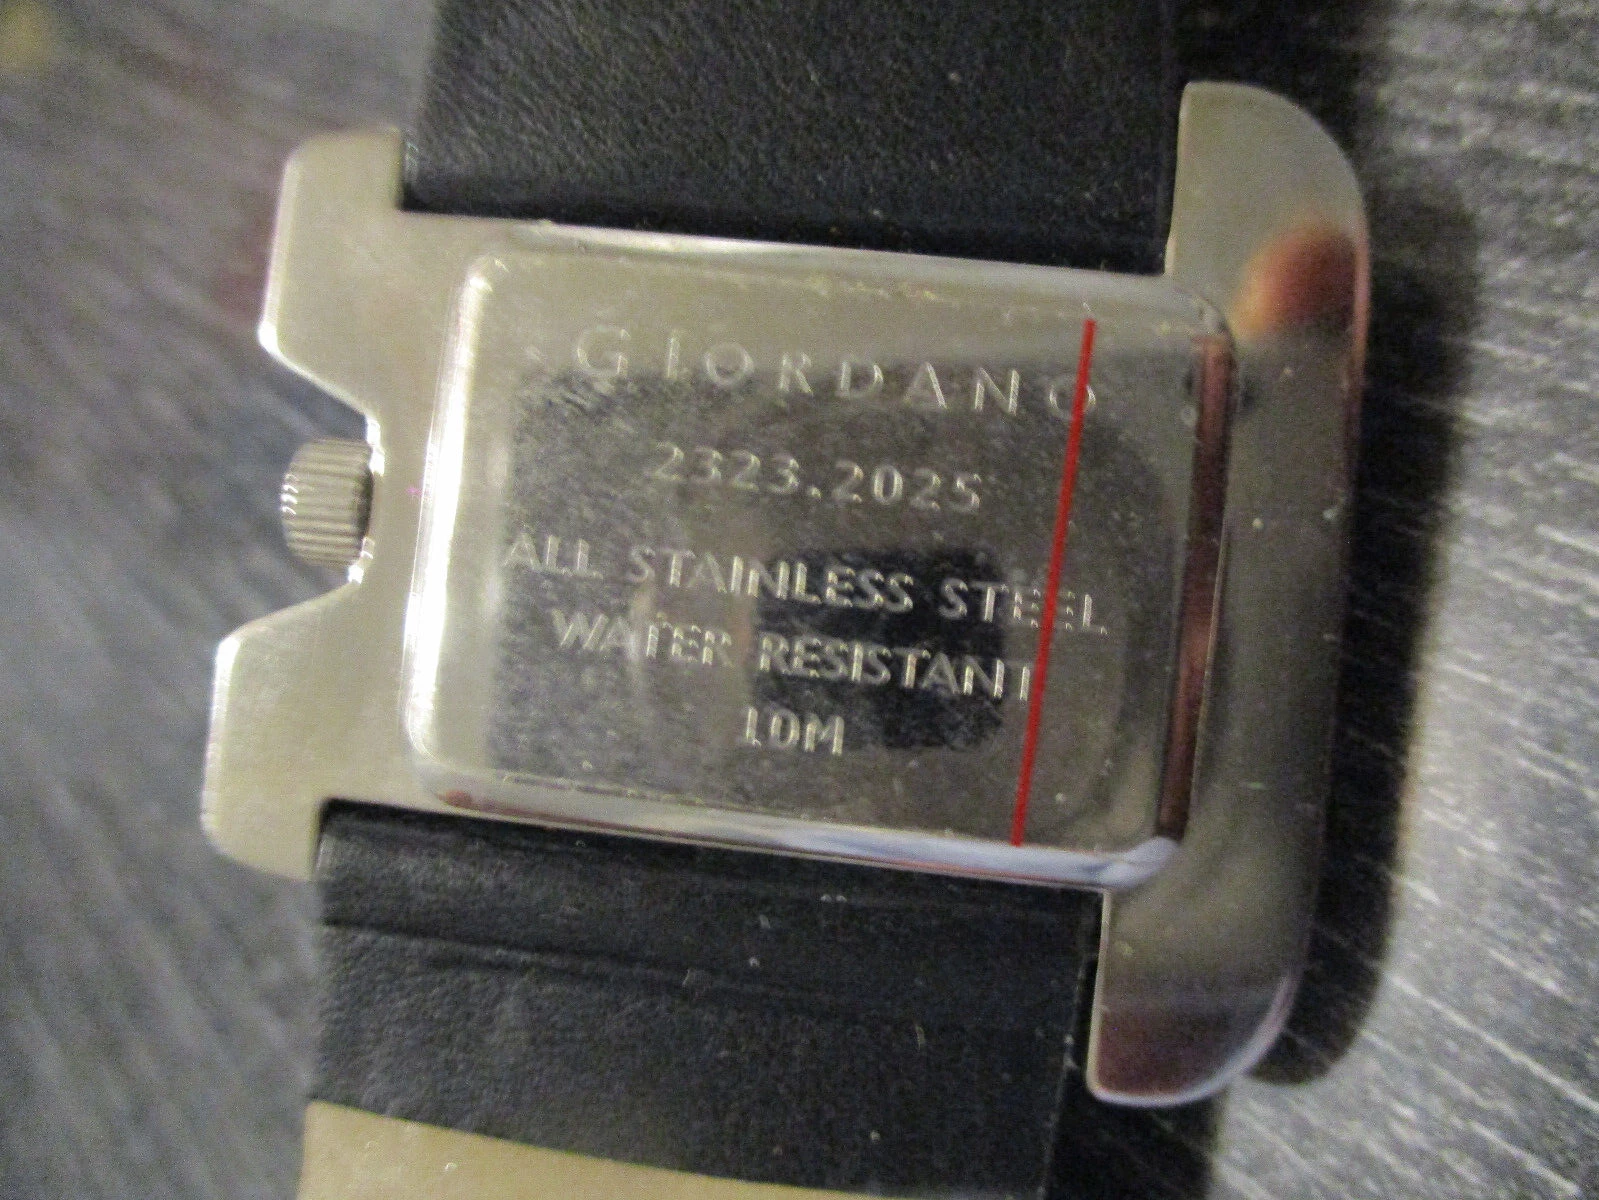 GIORDANO
2323.2025
ALL STAINLESS STEEL
WATER RESISTANT
10M